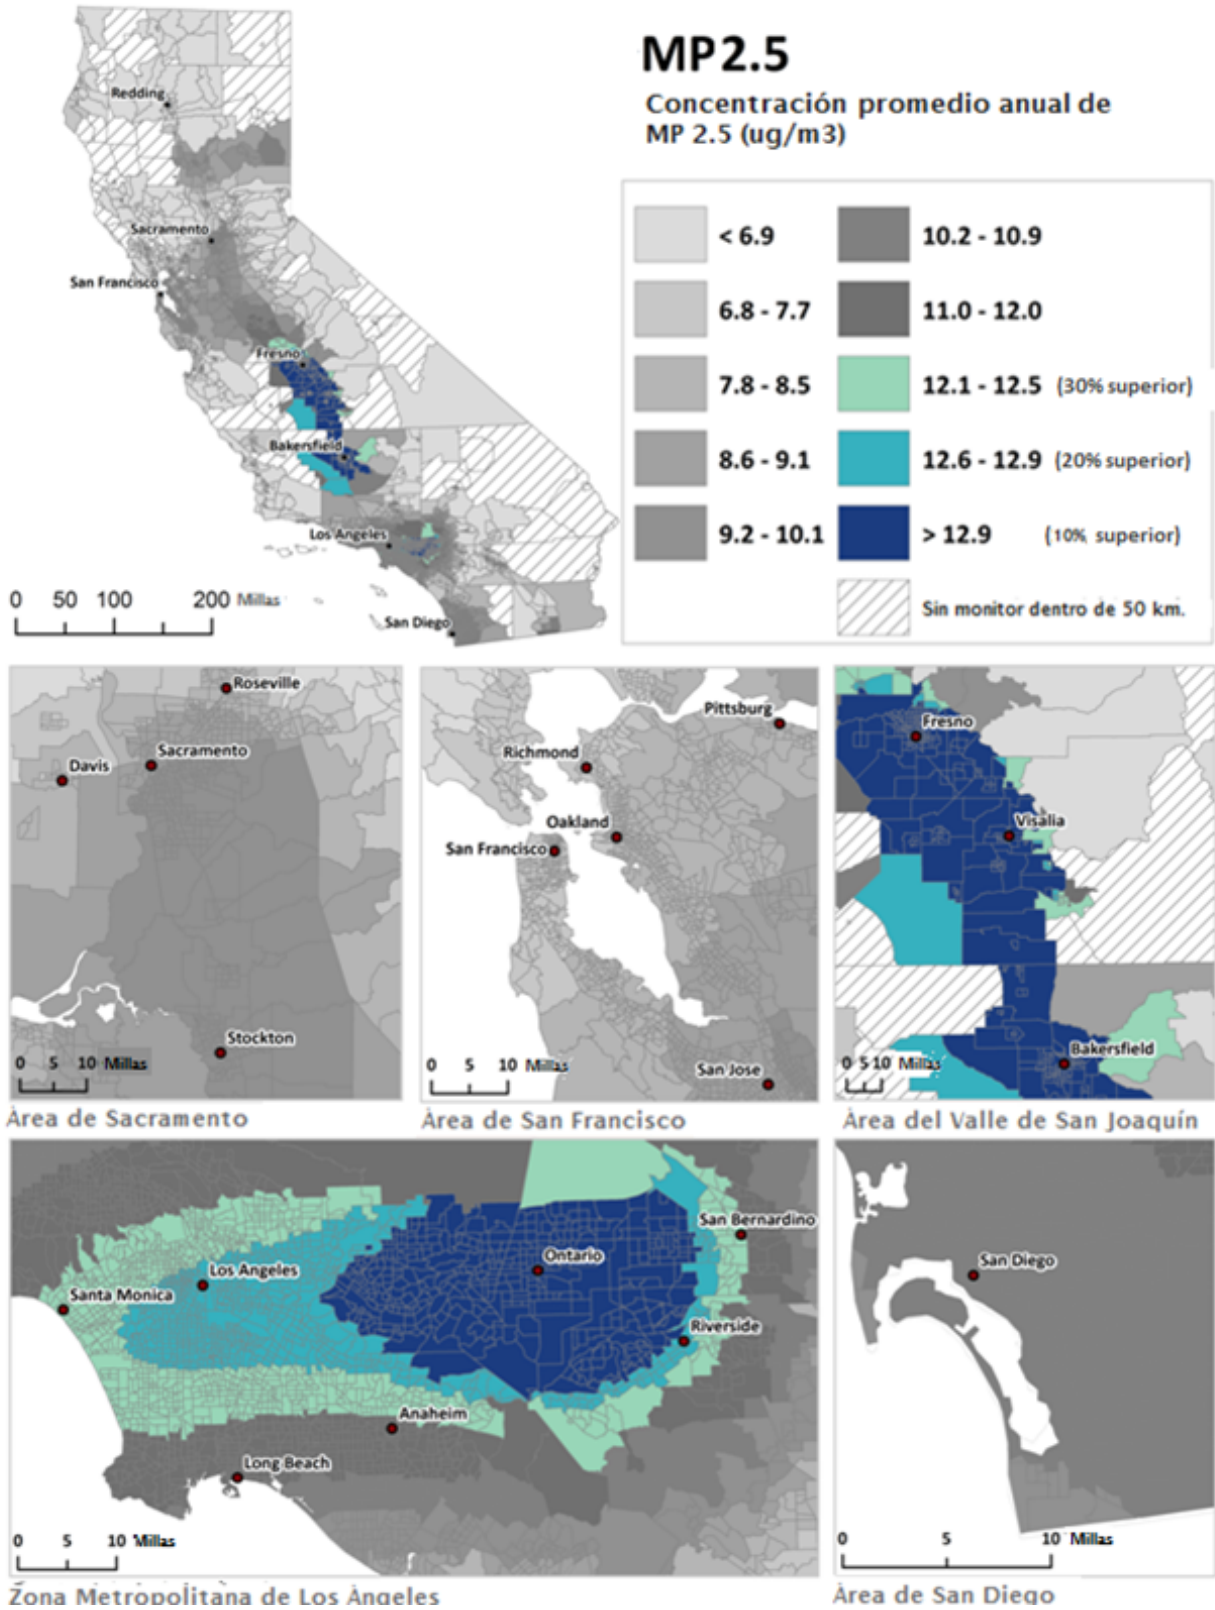 MP2.5
Concentración promedio anual de
MP 2.5 (ug/m3)
< 6.9
6.8 - 7.7
7.8 - 8.5
8.6 - 9.1
9.2 - 10.1
10.2 - 10.9
11.0 - 12.0
12.1 - 12.5 (30% superior)
12.6 - 12.9 (20% superior)
> 12.9 (10% superior)
Sin monitor dentro de 50 km.
Redding
Sacramento
San Francisco
Fresno
Bakersfield
Los Angeles
San Diego
0 50 100 200 Millas
Roseville
Sacramento
Davis
Stockton
0 5 10 Millas
Àrea de Sacramento
Pittsburg
Richmond
Oakland
San Francisco
San Jose
0 5 10 Millas
Àrea de San Francisco
Fresno
Visalia
Bakersfield
0 5 10 Millas
Àrea del Valle de San Joaquín
San Bernardino
Ontario
Los Angeles
Santa Monica
Riverside
Anaheim
Long Beach
0 5 10 Millas
Zona Metropolitana de Los Àngeles
San Diego
0 5 10 Millas
Àrea de San Diego